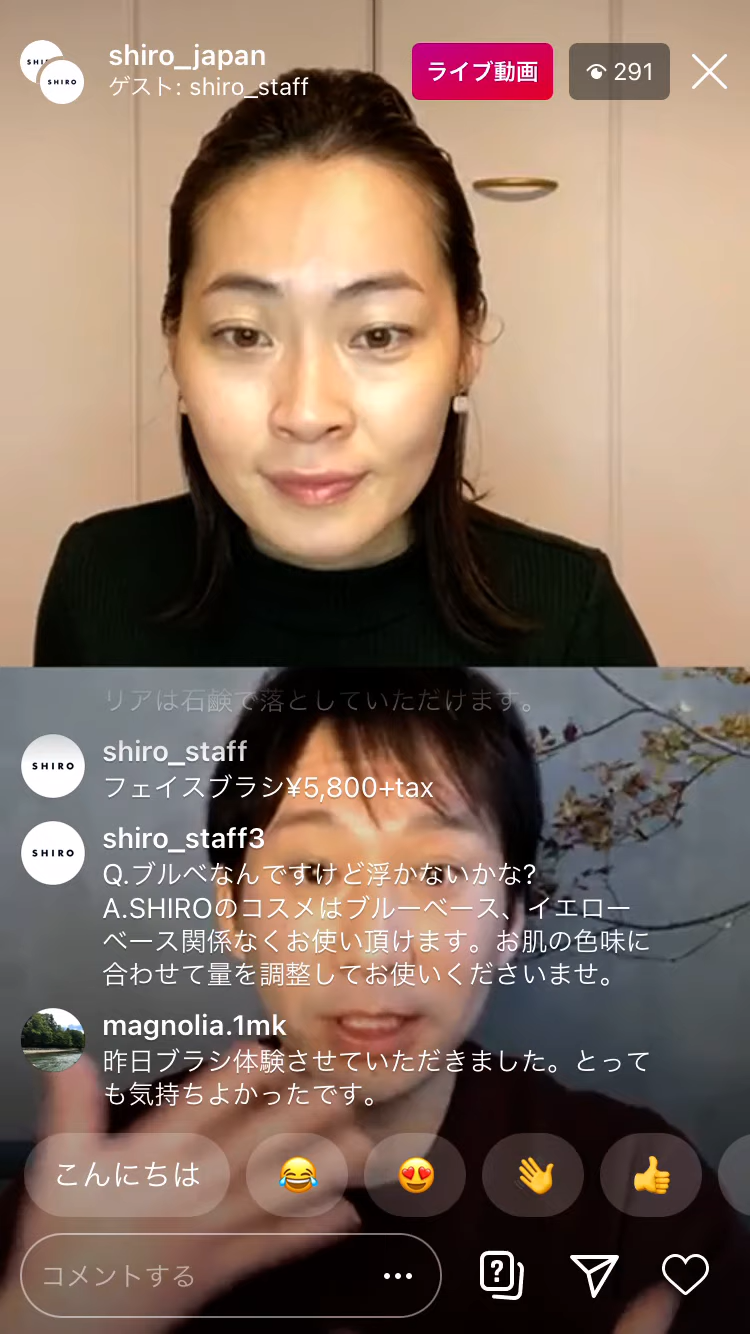 SHIRO
shiro_japan
ゲスト: shiro_staff
ライブ動画
291
リアは石鹸で落としていただけます。
SHIRO
shiro_staff
フェイスブラシ¥5,800+tax
SHIRO
shiro_staff3
Q.ブルベなんですけど浮かないかな?
A.SHIROのコスメはブルーベース、イエロー
ベース関係なくお使い頂けます。お肌の色味に
合わせて量を調整してお使いくださいませ。
magnolia.1mk
昨日ブラシ体験させていただきました。とって
も気持ちよかったです。
こんにちは
コメントする